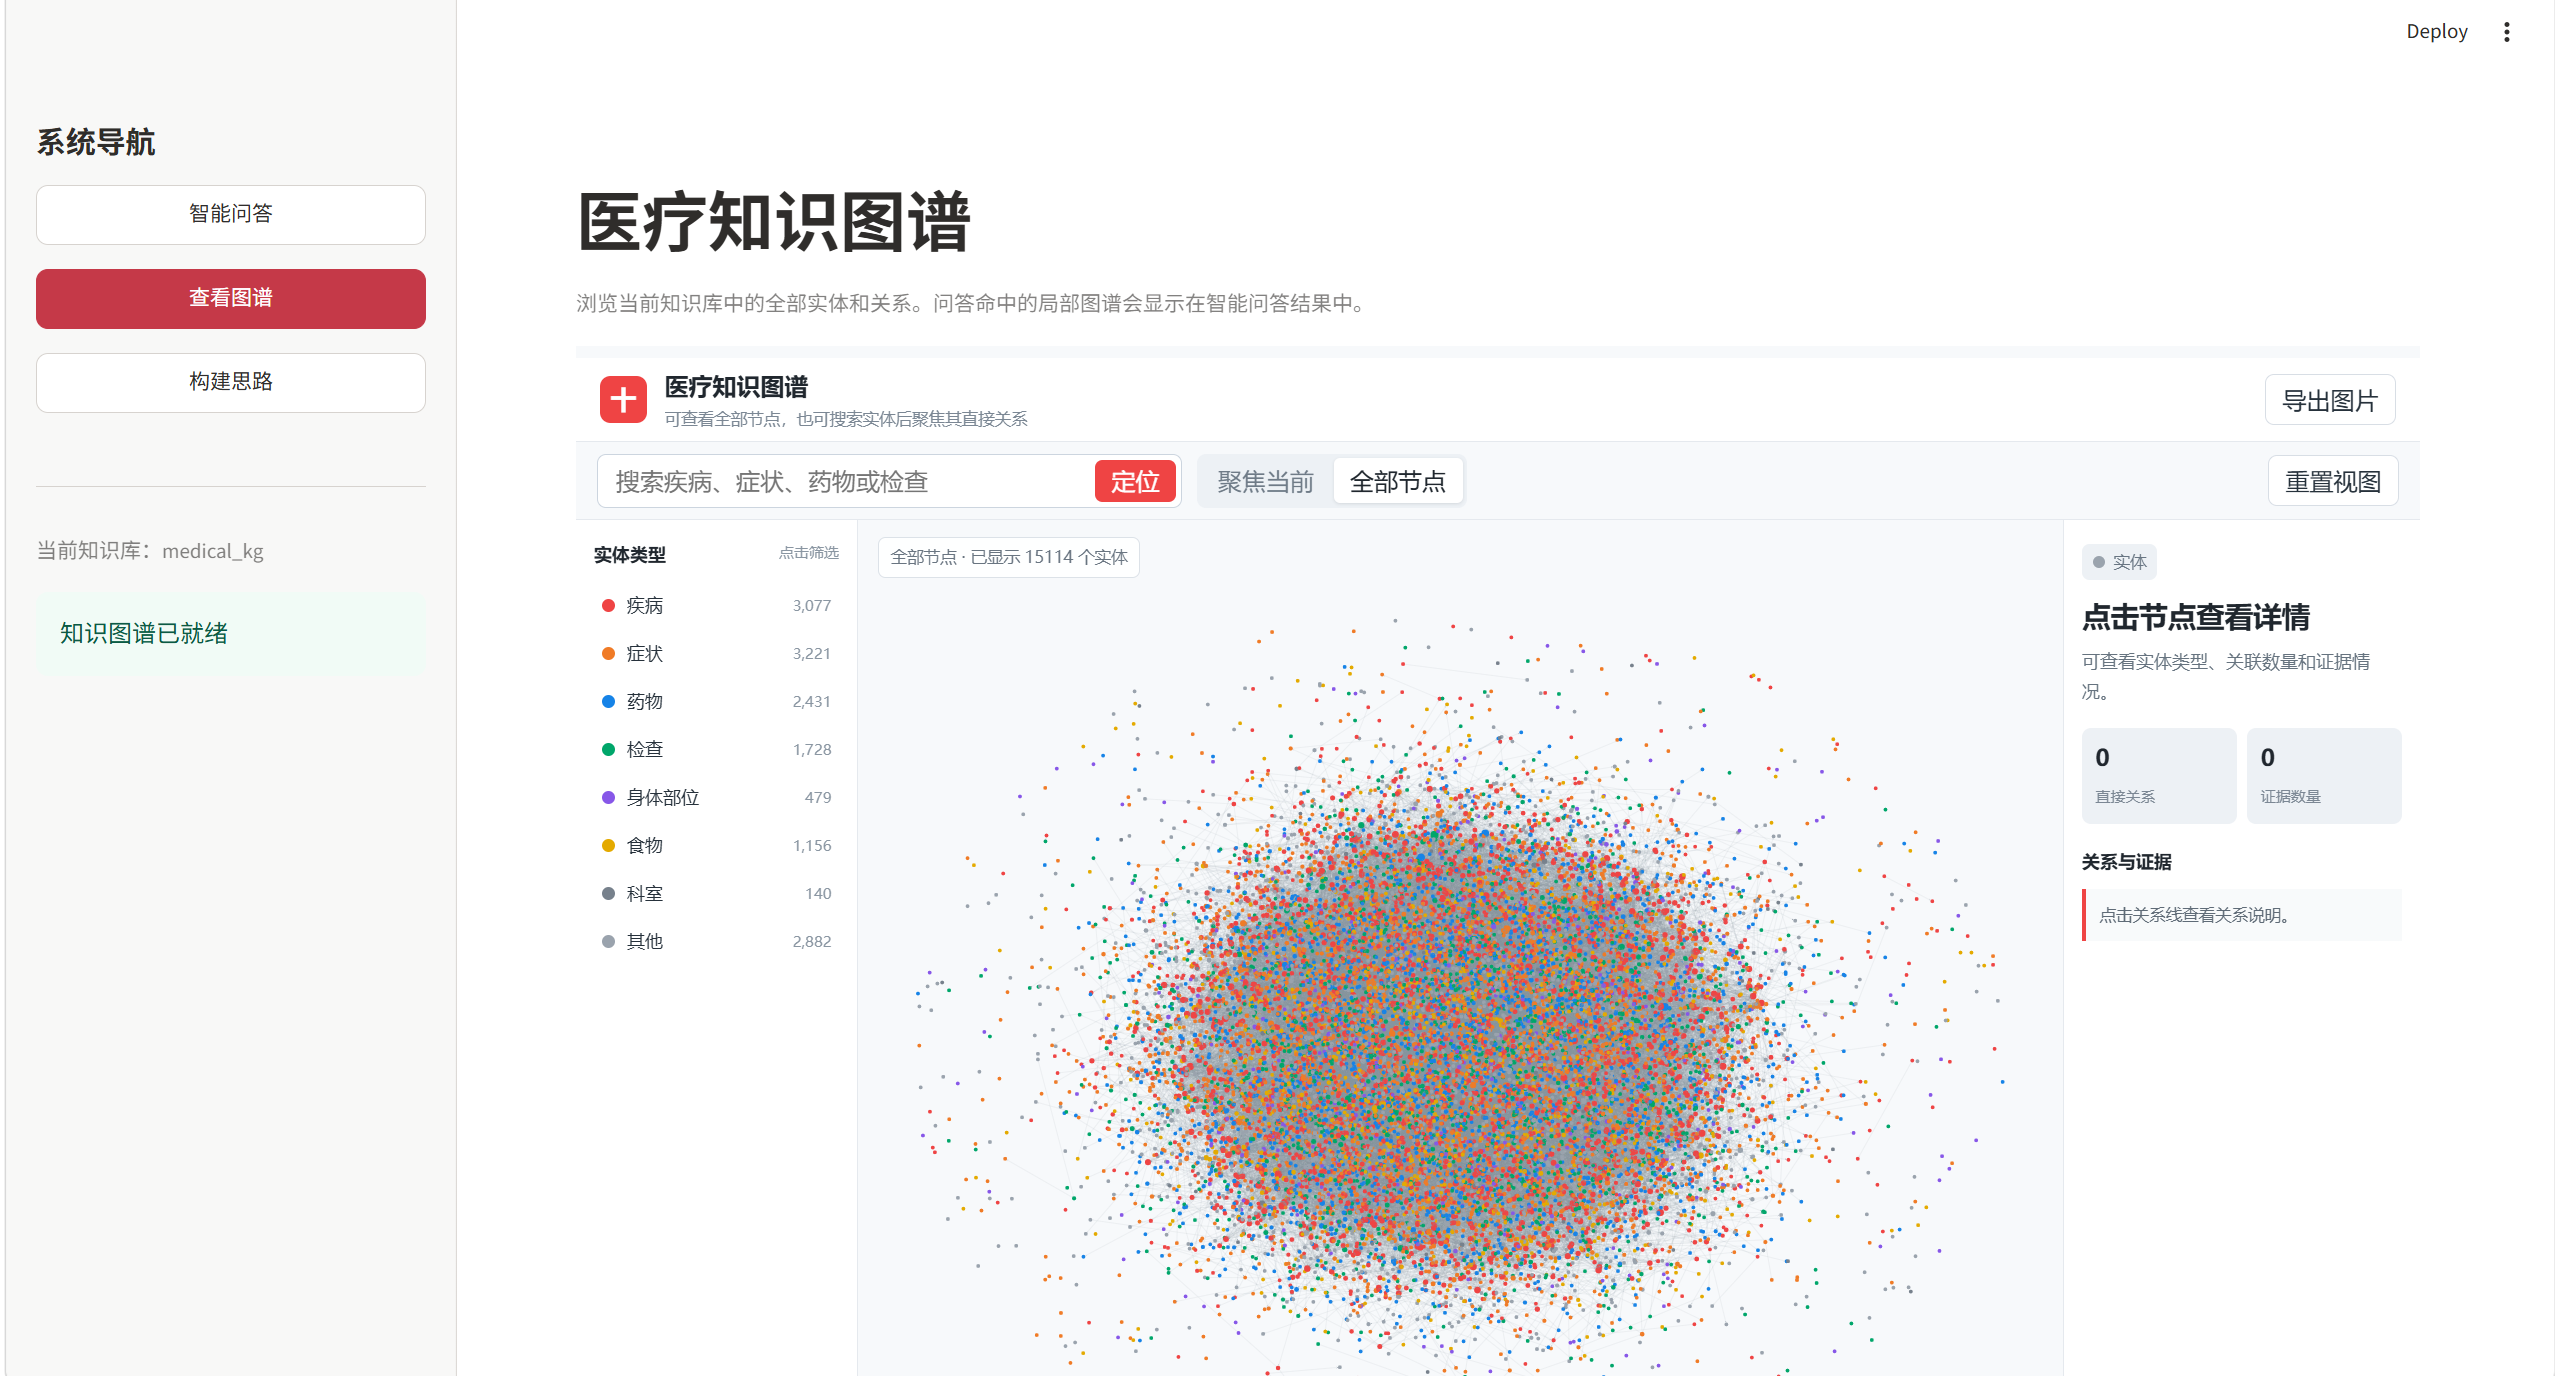 Deploy
系统导航
智能问答
查看图谱
构建思路
当前知识库：medical_kg
知识图谱已就绪
医疗知识图谱
浏览当前知识库中的全部实体和关系。问答命中的局部图谱会显示在智能问答结果中。
医疗知识图谱
可查看全部节点，也可搜索实体后聚焦其直接关系
导出图片
搜索疾病、症状、药物或检查
定位
聚焦当前
全部节点
重置视图
实体类型
点击筛选
疾病 3,077
症状 3,221
药物 2,431
检查 1,728
身体部位 479
食物 1,156
科室 140
其他 2,882
全部节点 · 已显示 15114 个实体
实体
点击节点查看详情
可查看实体类型、关联数量和证据情
况。
0
直接关系
0
证据数量
关系与证据
点击关系线查看关系说明。